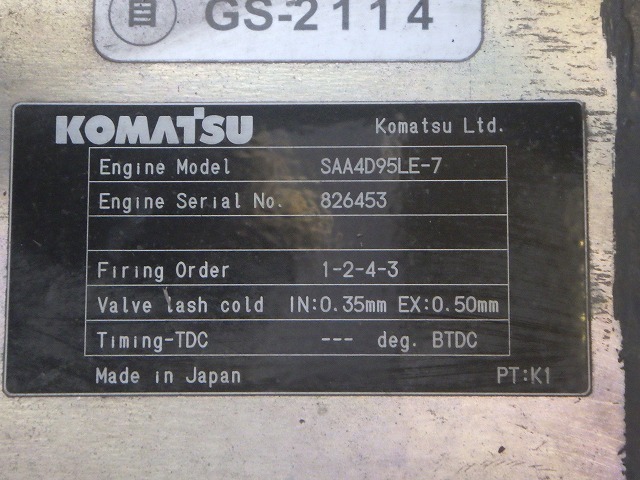 自 GS-2114
KOMATSU Komatsu Ltd.
Engine Model SAA4D95LE-7
Engine Serial No. 826453
Firing Order 1-2-4-3
Valve lash cold IN:0.35mm EX:0.50mm
Timing-TDC --- deg. BTDC
Made in Japan PT:K1